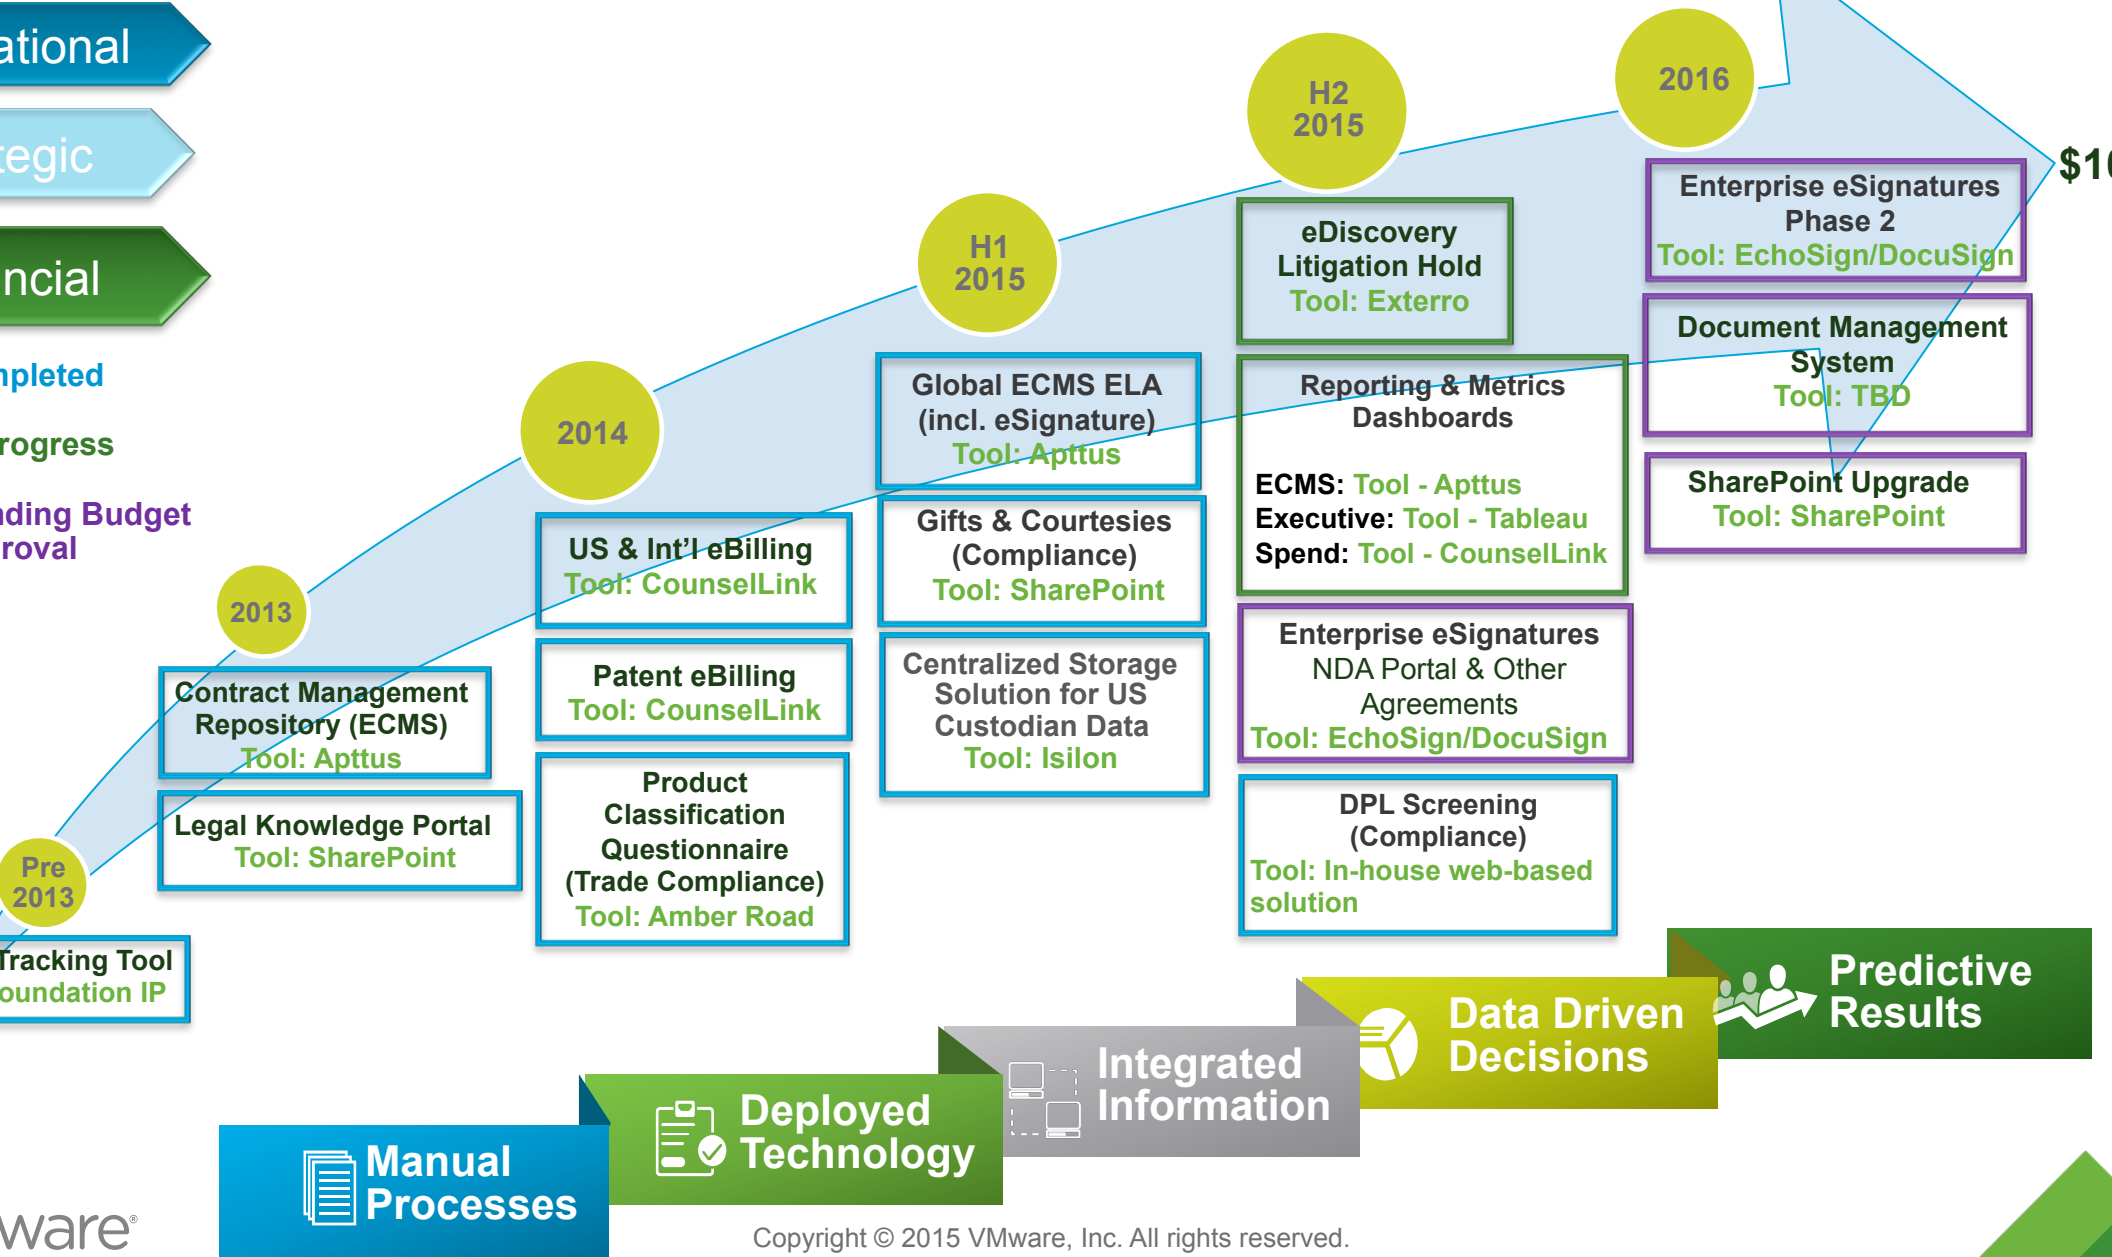 ational
tegic
ncial
mpleted
rogress
nding Budget
roval
Pre
2013
Tracking Tool
oundation IP
2013
Contract Management
Repository (ECMS)
Tool: Apttus
Legal Knowledge Portal
Tool: SharePoint
2014
US & Int’l eBilling
Tool: CounselLink
Patent eBilling
Tool: CounselLink
Product
Classification
Questionnaire
(Trade Compliance)
Tool: Amber Road
H1
2015
Global ECMS ELA
(incl. eSignature)
Tool: Apttus
Gifts & Courtesies
(Compliance)
Tool: SharePoint
Centralized Storage
Solution for US
Custodian Data
Tool: Isilon
H2
2015
eDiscovery
Litigation Hold
Tool: Exterro
Reporting & Metrics
Dashboards
ECMS: Tool - Apttus
Executive: Tool - Tableau
Spend: Tool - CounselLink
Enterprise eSignatures
NDA Portal & Other
Agreements
Tool: EchoSign/DocuSign
DPL Screening
(Compliance)
Tool: In-house web-based
solution
2016
Enterprise eSignatures
Phase 2
Tool: EchoSign/DocuSign
Document Management
System
Tool: TBD
SharePoint Upgrade
Tool: SharePoint
$10
Manual
Processes
Deployed
Technology
Integrated
Information
Data Driven
Decisions
Predictive
Results
ware®
Copyright © 2015 VMware, Inc. All rights reserved.